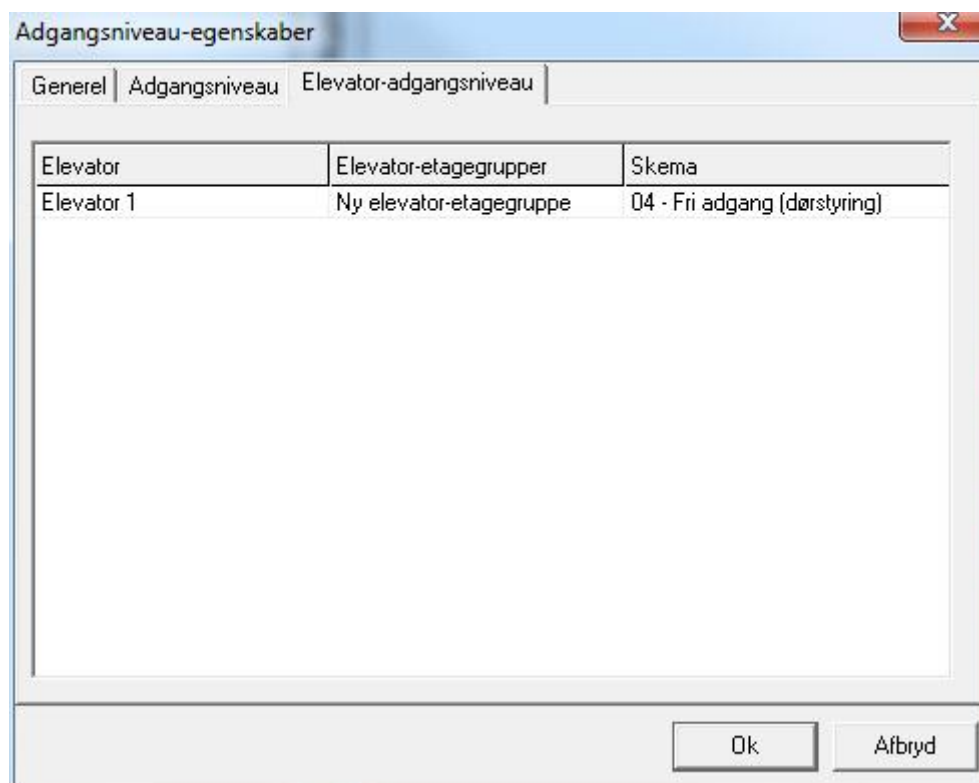 Adgangsniveau-egenskaber
Generel Adgangsniveau Elevator-adgangsniveau
Elevator Elevator-etagegrupper Skema
Elevator 1 Ny elevator-etagegruppe 04 - Fri adgang (dørstyring)
Ok Afbryd